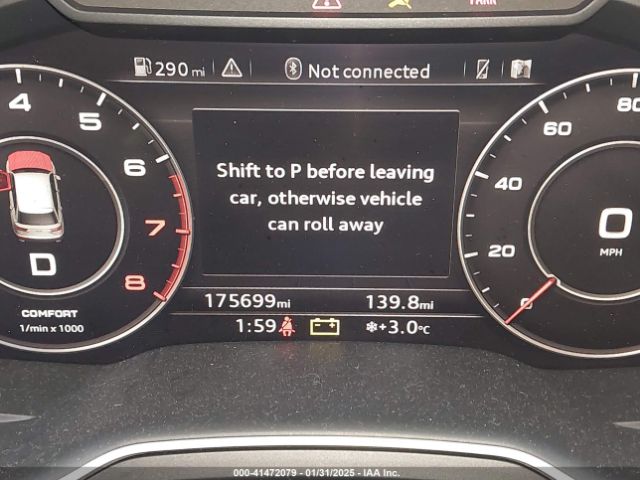 PARK
290 mi
Not connected
4 5 6 7 8
Shift to P before leaving
car, otherwise vehicle
can roll away
D
COMFORT
1/min x 1000
0 20 40 60 80
0
MPH
175699mi 139.8mi
1:59 +3.0°C
000-41472079 - 01/31/2025 - IAA Inc.